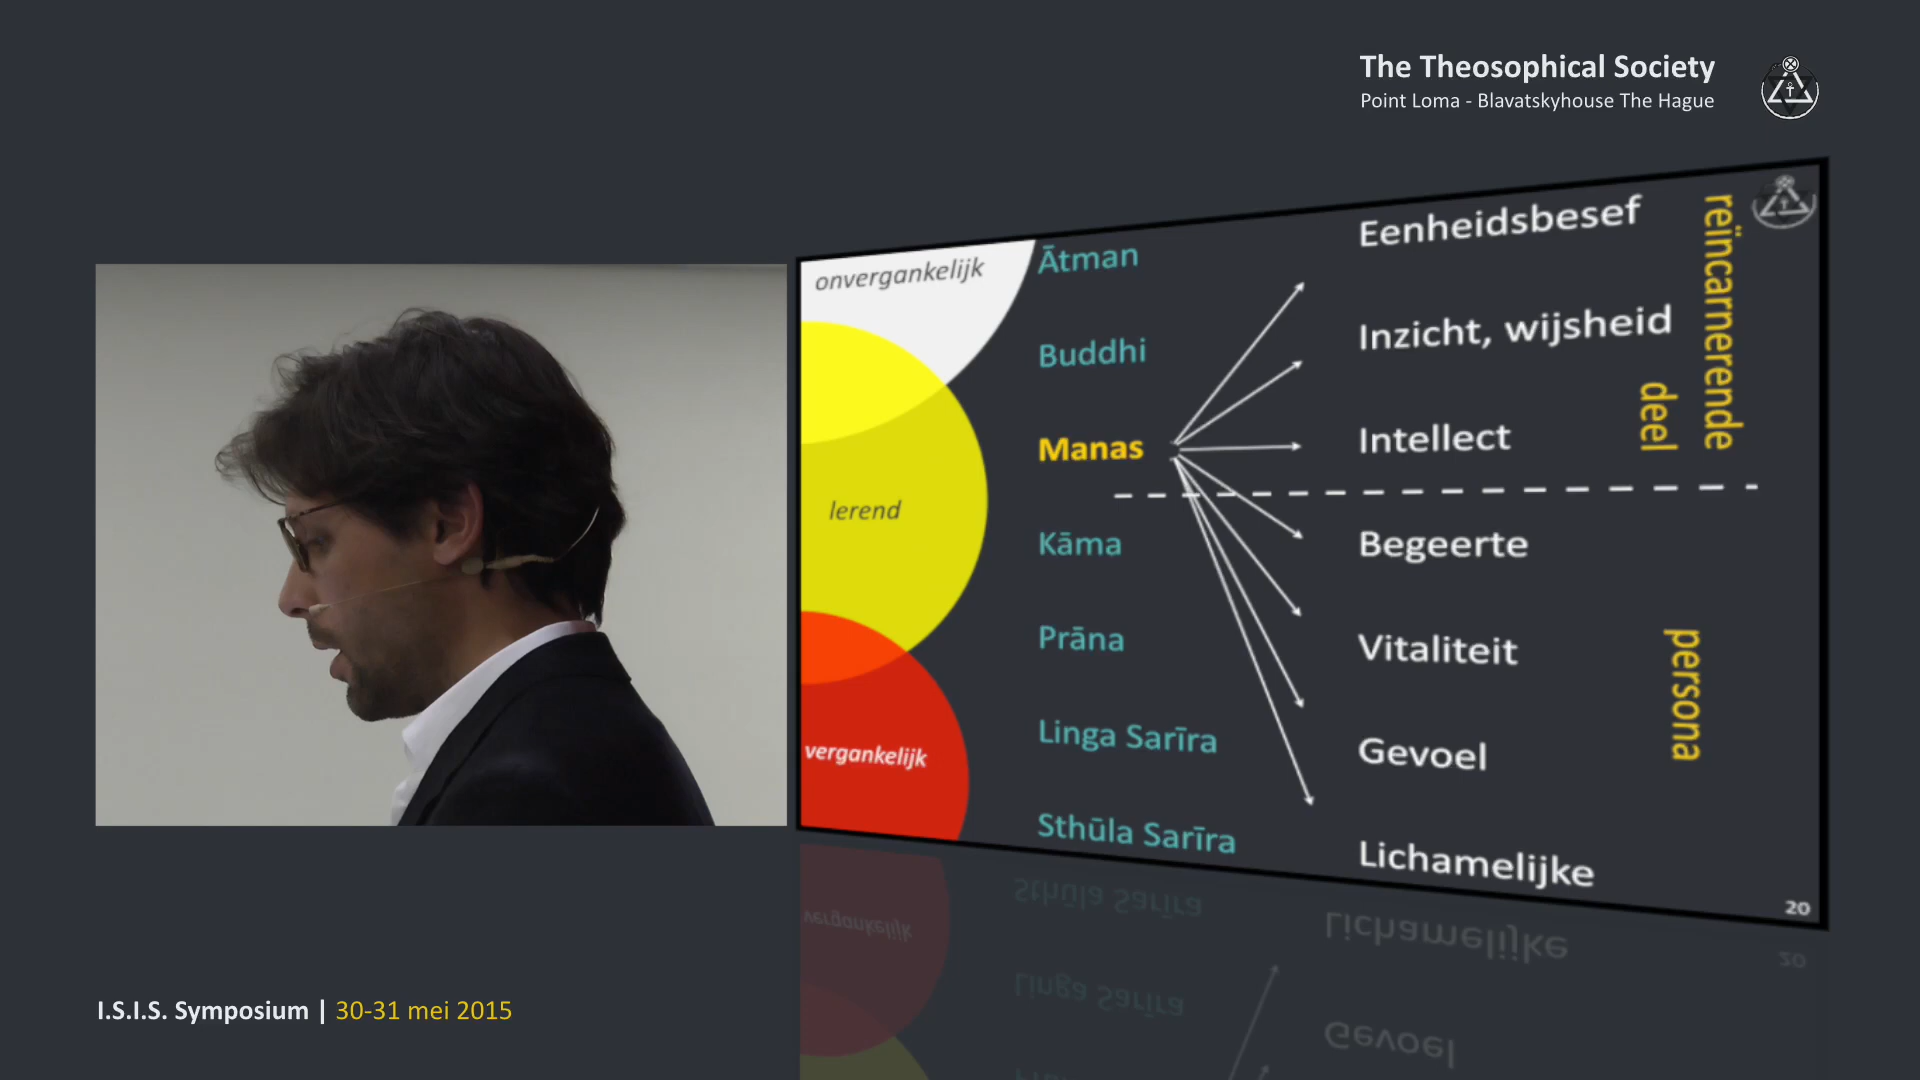 The Theosophical Society
Point Loma - Blavatskyhouse The Hague
onvergankelijk
lerend
vergankelijk
Ātman
Buddhi
Manas
Kāma
Prāna
Linga Sarīra
Sthūla Sarīra
Eenheidsbesef
Inzicht, wijsheid
Intellect
Begeerte
Vitaliteit
Gevoel
Lichamelijke
reïncarnerende
deel
persona
20
I.S.I.S. Symposium | 30-31 mei 2015